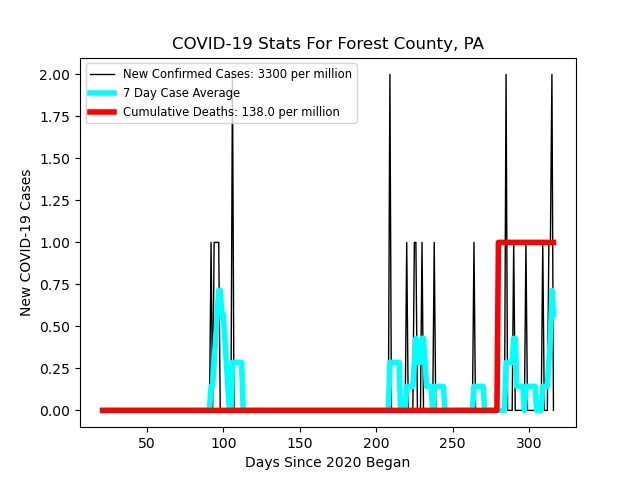 COVID-19 Stats For Forest County, PA
New Confirmed Cases: 3300 per million
7 Day Case Average
Cumulative Deaths: 138.0 per million
New COVID-19 Cases
2.00
1.75
1.50
1.25
1.00
0.75
0.50
0.25
0.00
50 100 150 200 250 300
Days Since 2020 Began